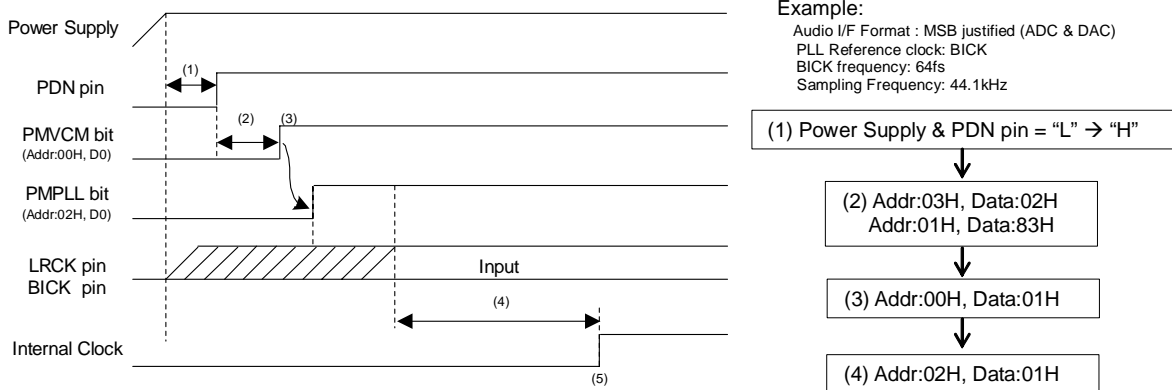 Power Supply
(1)
PDN pin
(2)
(3)
PMVCM bit
(Addr:00H, D0)
PMPLL bit
(Addr:02H, D0)
LRCK pin
BICK pin
Input
(4)
Internal Clock
(5)
Example:
Audio I/F Format : MSB justified (ADC & DAC)
PLL Reference clock: BICK
BICK frequency: 64fs
Sampling Frequency: 44.1kHz
(1) Power Supply & PDN pin = “L” → “H”
(2) Addr:03H, Data:02H
Addr:01H, Data:83H
(3) Addr:00H, Data:01H
(4) Addr:02H, Data:01H